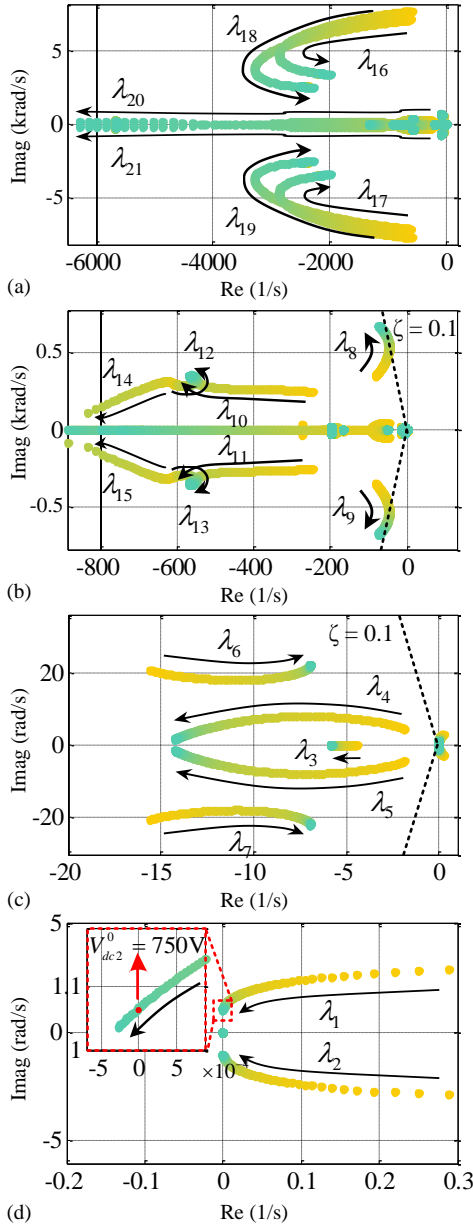 λ18
λ16
5
λ20
0
λ21
-5
λ19
λ17
Imag (krad/s)
-6000 -4000 -2000 0
(a) Re (1/s)
ζ = 0.1
λ12
λ8
0.5
λ14
λ10
0
λ11
λ15
-0.5
λ13
λ9
Imag (krad/s)
-800 -600 -400 -200 0
(b) Re (1/s)
ζ = 0.1
λ6
20
λ4
0
λ3
λ5
-20
λ7
Imag (rad/s)
-20 -15 -10 -5 0
(c) Re (1/s)
5
V⁰dc2 = 750V
1.1
1
-5 0 5 ×10⁻
λ1
0
λ2
-5
Imag (rad/s)
-0.2 -0.1 0 0.1 0.2 0.3
(d) Re (1/s)